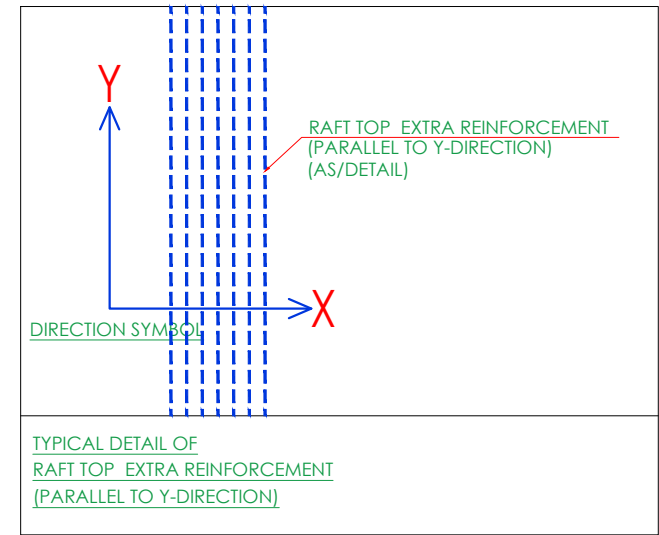 Y
RAFT TOP EXTRA REINFORCEMENT
(PARALLEL TO Y-DIRECTION)
(AS/DETAIL)
X
DIRECTION SYMBOL
TYPICAL DETAIL OF
RAFT TOP EXTRA REINFORCEMENT
(PARALLEL TO Y-DIRECTION)